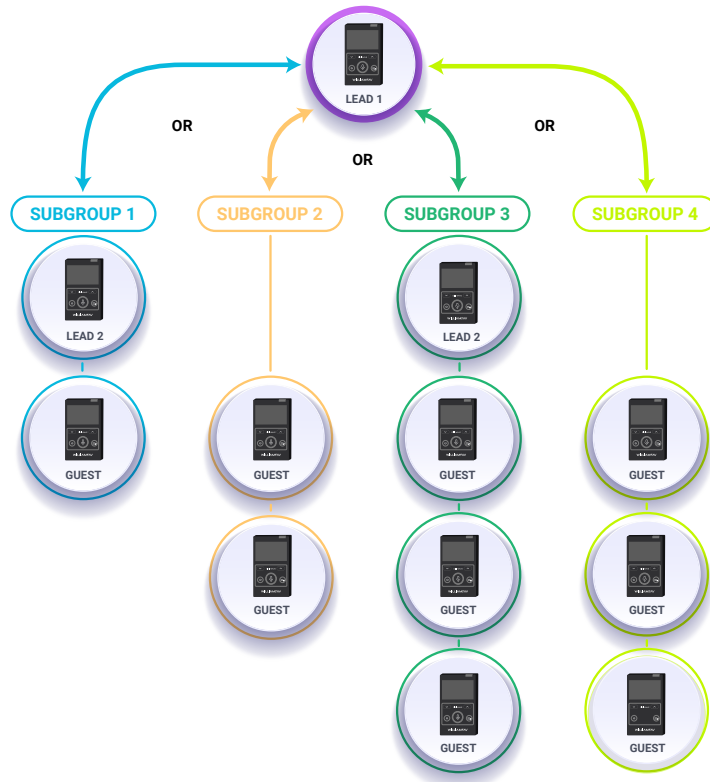 LEAD 1
OR
OR
OR
SUBGROUP 1
SUBGROUP 2
SUBGROUP 3
SUBGROUP 4
LEAD 2
LEAD 2
GUEST
GUEST
GUEST
GUEST
GUEST
GUEST
GUEST
GUEST
GUEST